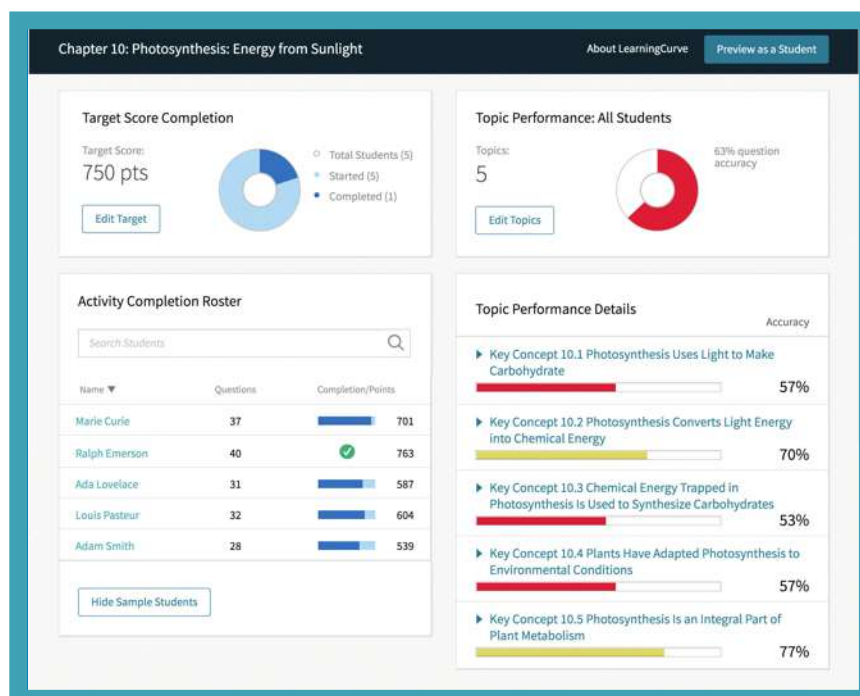 Chapter 10: Photosynthesis: Energy from Sunlight
About LearningCurve
Preview as a Student
Target Score Completion
Target Score:
750 pts
Edit Target
Total Students (5)
Started (5)
Completed (1)
Topic Performance: All Students
Topics:
5
Edit Topics
63% question
accuracy
Activity Completion Roster
Search Students
Name ▼ Questions Completion/Points
Marie Curie 37 701
Ralph Emerson 40 763
Ada Lovelace 31 587
Louis Pasteur 32 604
Adam Smith 28 539
Hide Sample Students
Topic Performance Details
Accuracy
Key Concept 10.1 Photosynthesis Uses Light to Make
Carbohydrate
57%
Key Concept 10.2 Photosynthesis Converts Light Energy
into Chemical Energy
70%
Key Concept 10.3 Chemical Energy Trapped in
Photosynthesis Is Used to Synthesize Carbohydrates
53%
Key Concept 10.4 Plants Have Adapted Photosynthesis to
Environmental Conditions
57%
Key Concept 10.5 Photosynthesis Is an Integral Part of
Plant Metabolism
77%